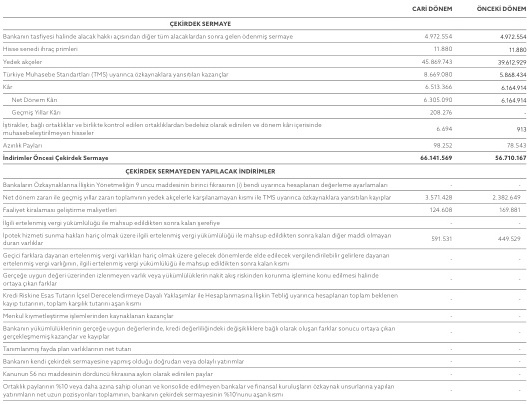 CARİ DÖNEM ÖNCEKİ DÖNEM
ÇEKİRDEK SERMAYE
Bankanın tasfiyesi halinde alacak hakkı açısından diğer tüm alacaklardan sonra gelen ödenmiş sermaye 4.972.554 4.972.554
Hisse senedi ihraç primleri 11.880 11.880
Yedek akçeler 45.869.743 39.612.929
Türkiye Muhasebe Standartları (TMS) uyarınca özkaynaklara yansıtılan kazançlar 8.669.080 5.868.434
Kâr 6.513.366 6.164.914
Net Dönem Kârı 6.305.090 6.164.914
Geçmiş Yıllar Kârı 208.276 -
İştirakler, bağlı ortaklıklar ve birlikte kontrol edilen ortaklıklardan bedelsiz olarak edinilen ve dönem kârı içerisinde
muhasebeleştirilmeyen hisseler 6.694 913
Azınlık Payları 98.252 78.543
İndirimler Öncesi Çekirdek Sermaye 66.141.569 56.710.167
ÇEKİRDEK SERMAYEDEN YAPILACAK İNDİRİMLER
Bankaların Özkaynaklarına İlişkin Yönetmeliğin 9 uncu maddesinin birinci fıkrasının (i) bendi uyarınca hesaplanan değerleme ayarlamaları - -
Net dönem zararı ile geçmiş yıllar zararı toplamının yedek akçelerle karşılanamayan kısmı ile TMS uyarınca özkaynaklara yansıtılan kayıplar 3.571.428 2.382.649
Faaliyet kiralaması geliştirme maliyetleri 124.608 169.881
İlgili ertelenmiş vergi yükümlülüğü ile mahsup edildikten sonra kalan şerefiye - -
İpotek hizmeti sunma hakları hariç olmak üzere ilgili ertelenmiş vergi yükümlülüğü ile mahsup edildikten sonra kalan diğer maddi olmayan
duran varlıklar 591.531 449.529
Geçici farklara dayanan ertelenmiş vergi varlıkları hariç olmak üzere gelecek dönemlerde elde edilecek vergilendirilebilir gelirlere dayanan
ertelenmiş vergi varlığının, ilgili ertelenmiş vergi yükümlülüğü ile mahsup edildikten sonra kalan kısmı - -
Gerçeğe uygun değeri üzerinden izlenmeyen varlık veya yükümlülüklerin nakit akış riskinden korunma işlemine konu edilmesi halinde
ortaya çıkan farklar - -
Kredi Riskine Esas Tutarın İçsel Derecelendirmeye Dayalı Yaklaşımlar ile Hesaplanmasına İlişkin Tebliğ uyarınca hesaplanan toplam beklenen
kayıp tutarının, toplam karşılık tutarını aşan kısmı - -
Menkul kıymetleştirme işlemlerinden kaynaklanan kazançlar - -
Bankanın yükümlülüklerinin gerçeğe uygun değerlerinde, kredi değerliliğindeki değişikliklere bağlı olarak oluşan farklar sonucu ortaya çıkan
gerçekleşmemiş kazançlar ve kayıplar - -
Tanımlanmış fayda plan varlıklarının net tutarı - -
Bankanın kendi çekirdek sermayesine yapmış olduğu doğrudan veya dolaylı yatırımlar - -
Kanunun 56 ncı maddesinin dördüncü fıkrasına aykırı olarak edinilen paylar - -
Ortaklık paylarının %10 veya daha azına sahip olunan ve konsolide edilmeyen bankalar ve finansal kuruluşların özkaynak unsurlarına yapılan
yatırımların net uzun pozisyonları toplamının, bankanın çekirdek sermayesinin %10'nunu aşan kısmı - -